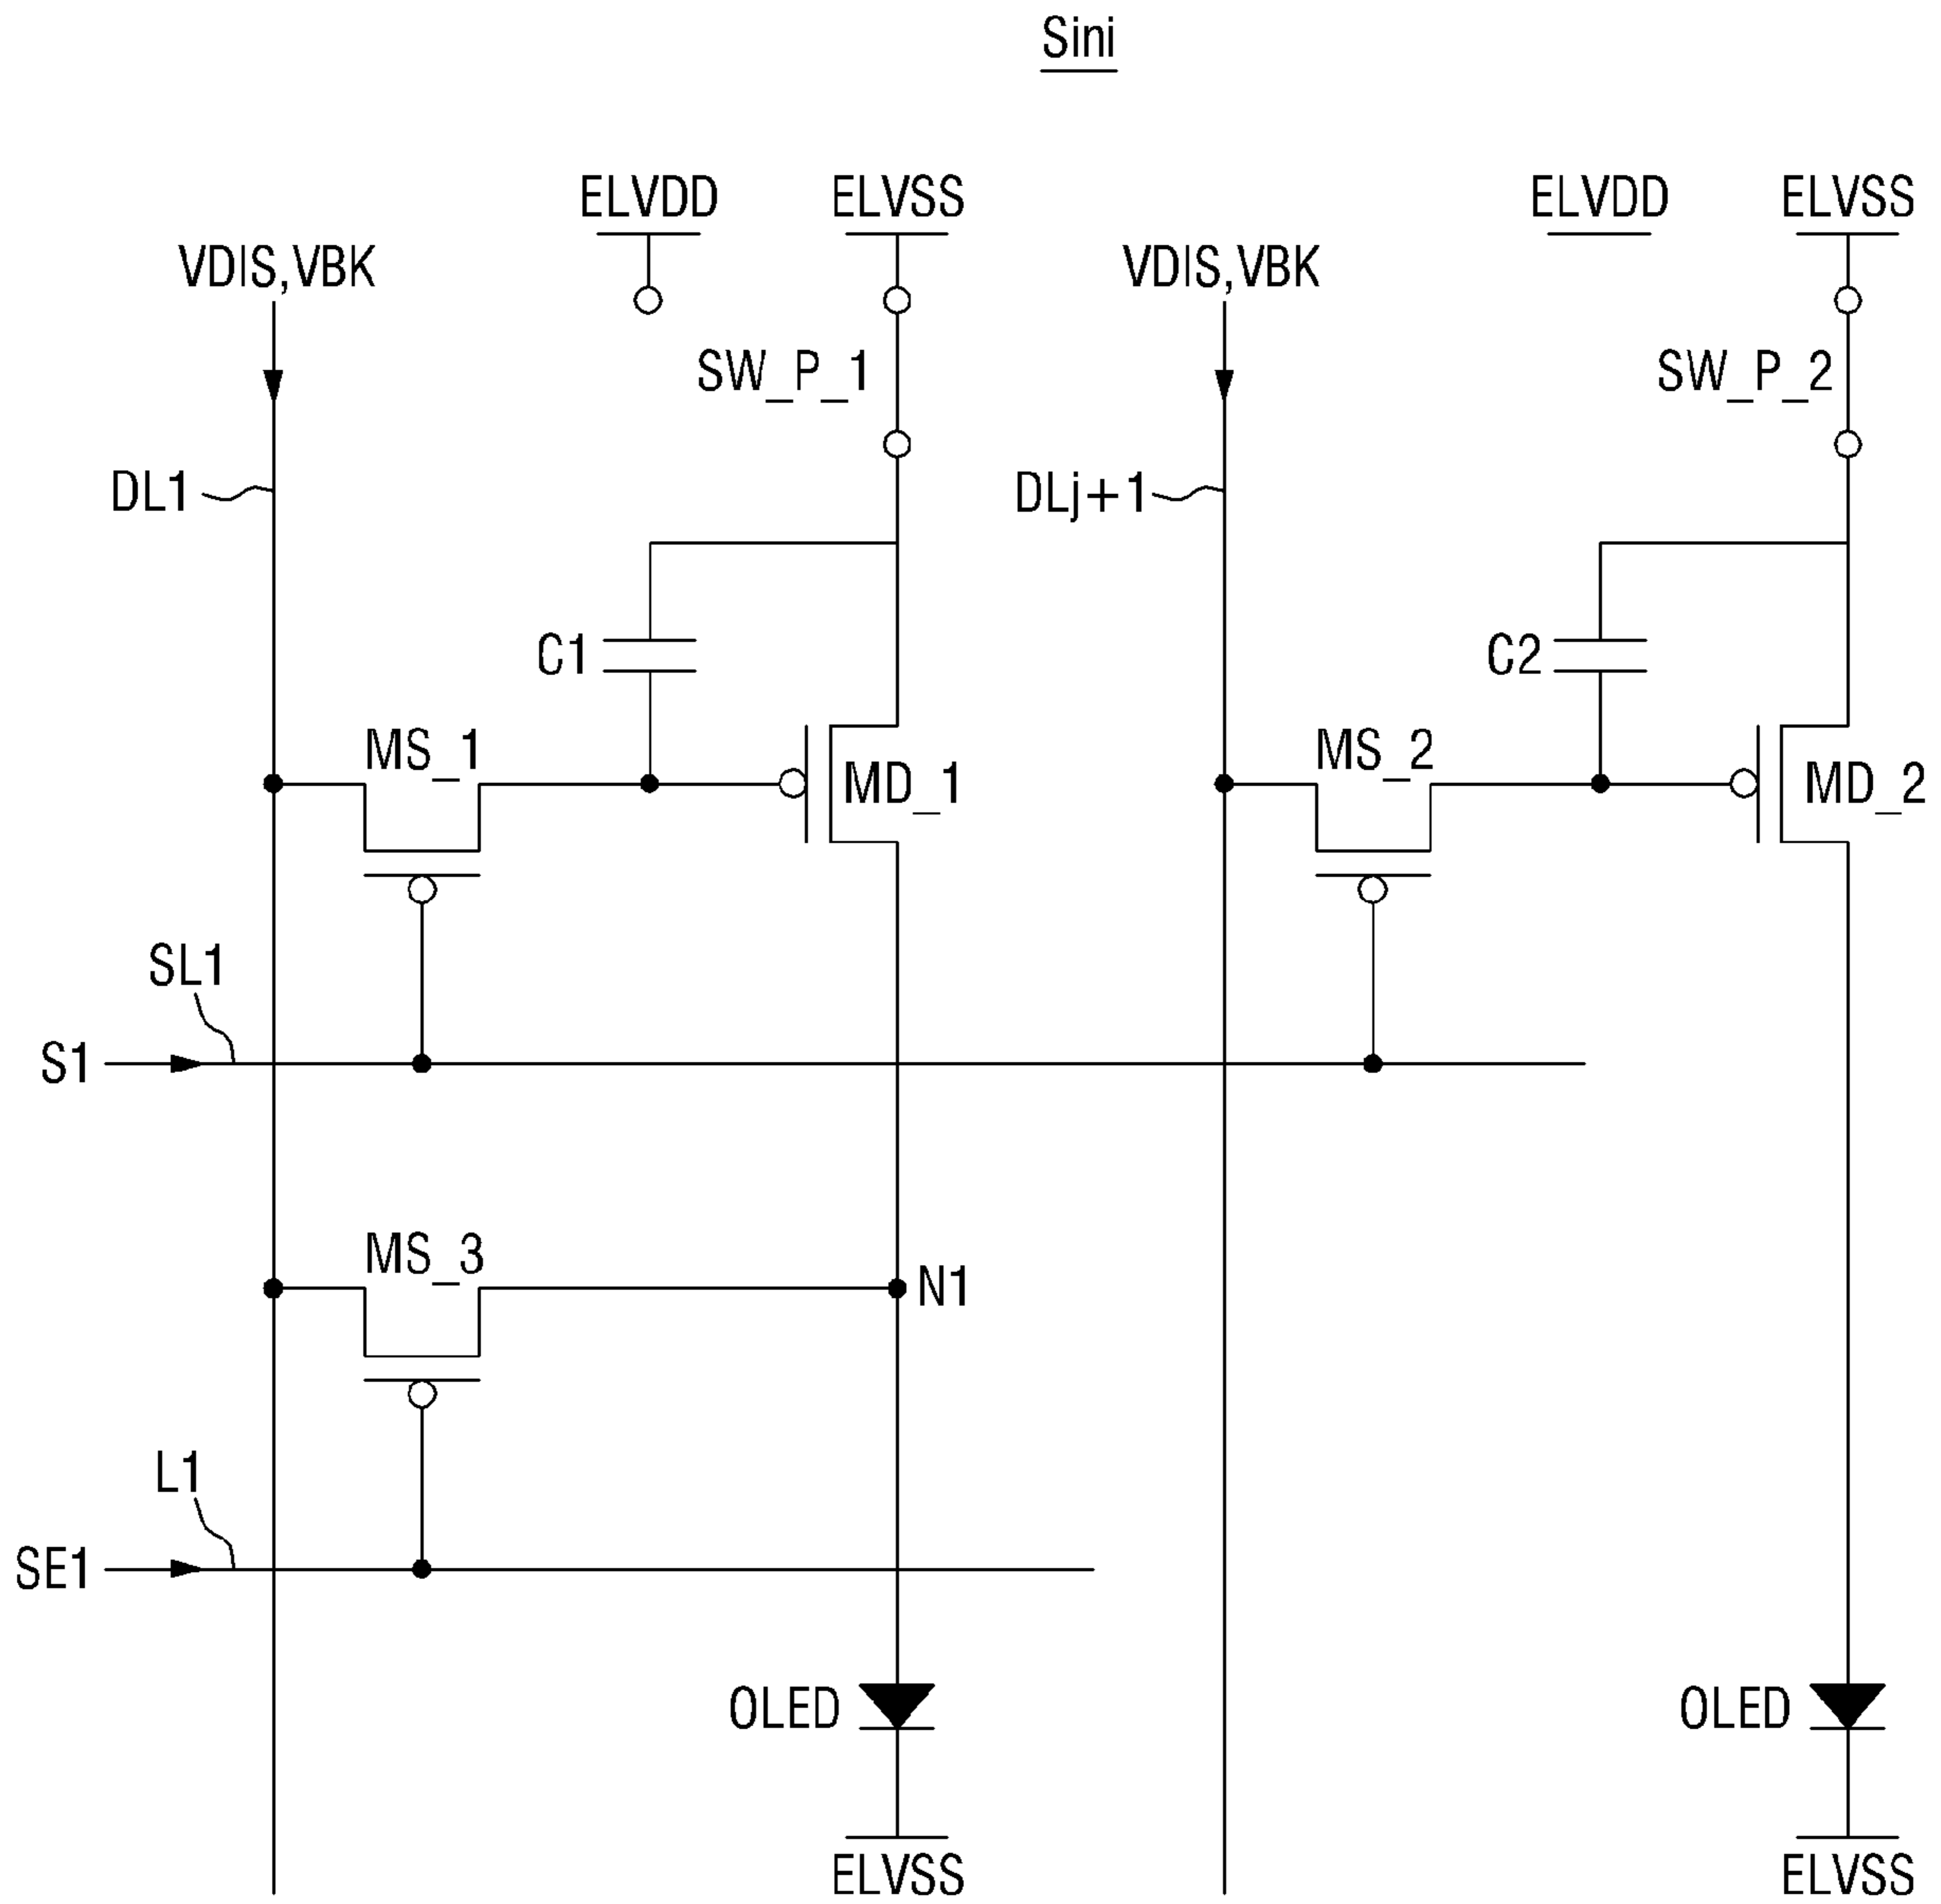 Sini
ELVDD ELVSS ELVDD ELVSS
VDIS,VBK VDIS,VBK
SW_P_1 SW_P_2
DL1 DLj+1
C1 C2
MS_1 MD_1 MS_2 MD_2
SL1
S1
MS_3 N1
L1
SE1
OLED OLED
ELVSS ELVSS